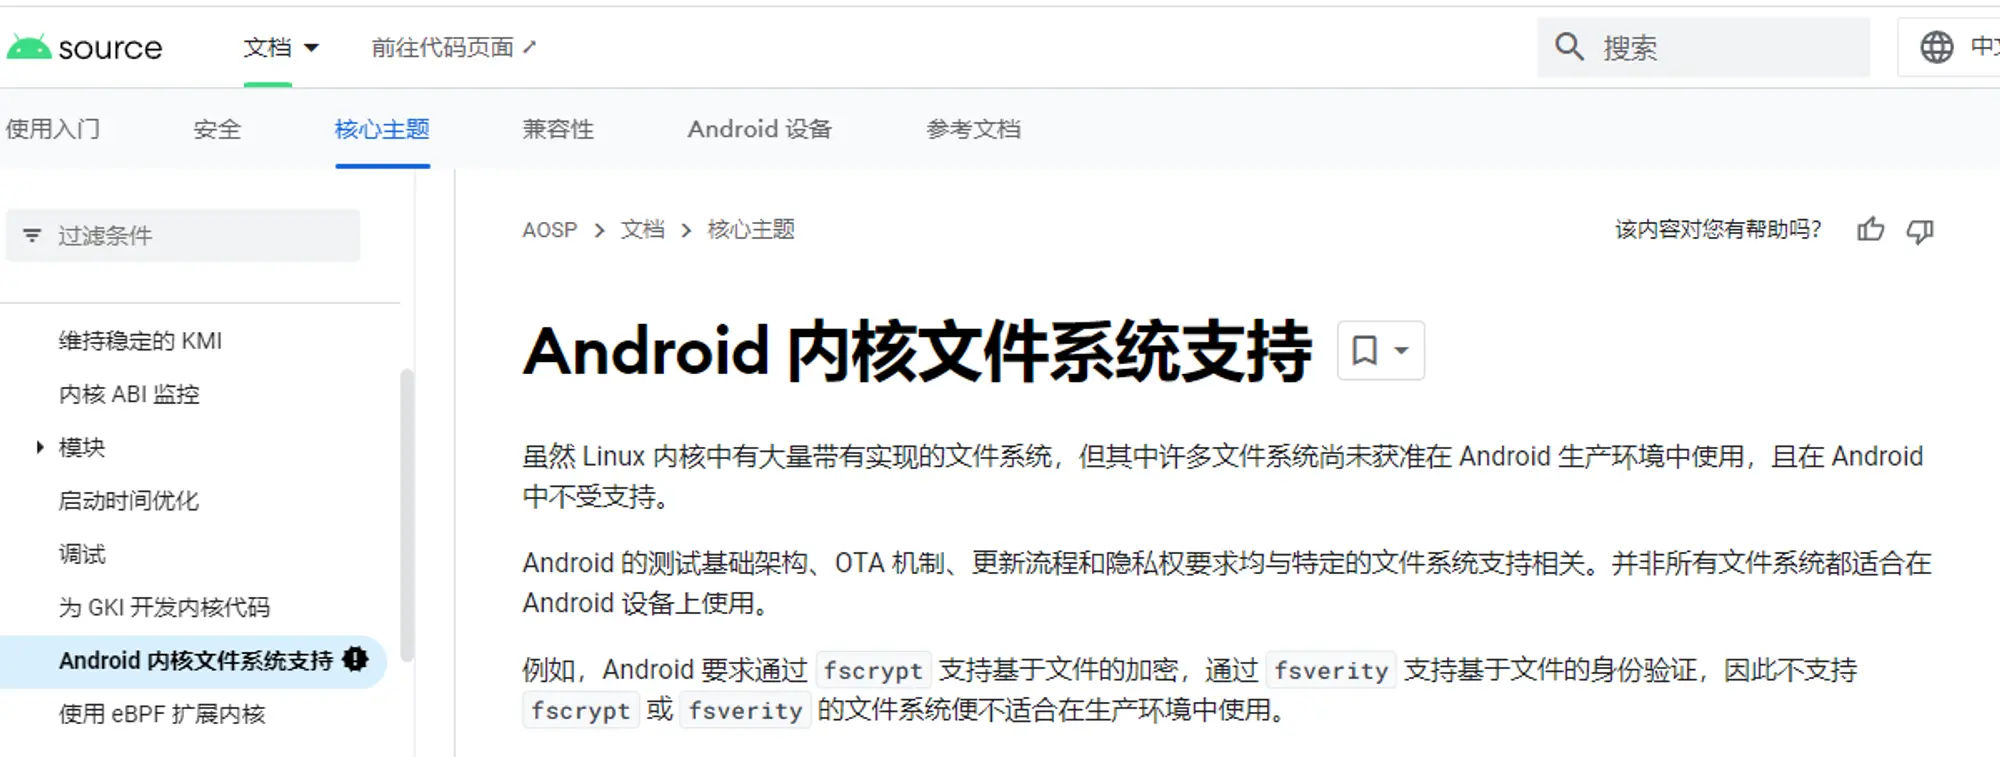 source 文档 前往代码页面 搜索
使用入门 安全 核心主题 兼容性 Android 设备 参考文档
过滤条件
维持稳定的 KMI
内核 ABI 监控
模块
启动时间优化
调试
为 GKI 开发内核代码
Android 内核文件系统支持
使用 eBPF 扩展内核
AOSP 文档 核心主题 该内容对您有帮助吗？
Android 内核文件系统支持
虽然 Linux 内核中有大量带有实现的文件系统，但其中许多文件系统尚未获准在 Android 生产环境中使用，且在 Android
中不受支持。
Android 的测试基础架构、OTA 机制、更新流程和隐私权要求均与特定的文件系统支持相关。并非所有文件系统都适合在
Android 设备上使用。
例如，Android 要求通过 fscrypt 支持基于文件的加密，通过 fsverity 支持基于文件的身份验证，因此不支持
fscrypt 或 fsverity 的文件系统便不适合在生产环境中使用。